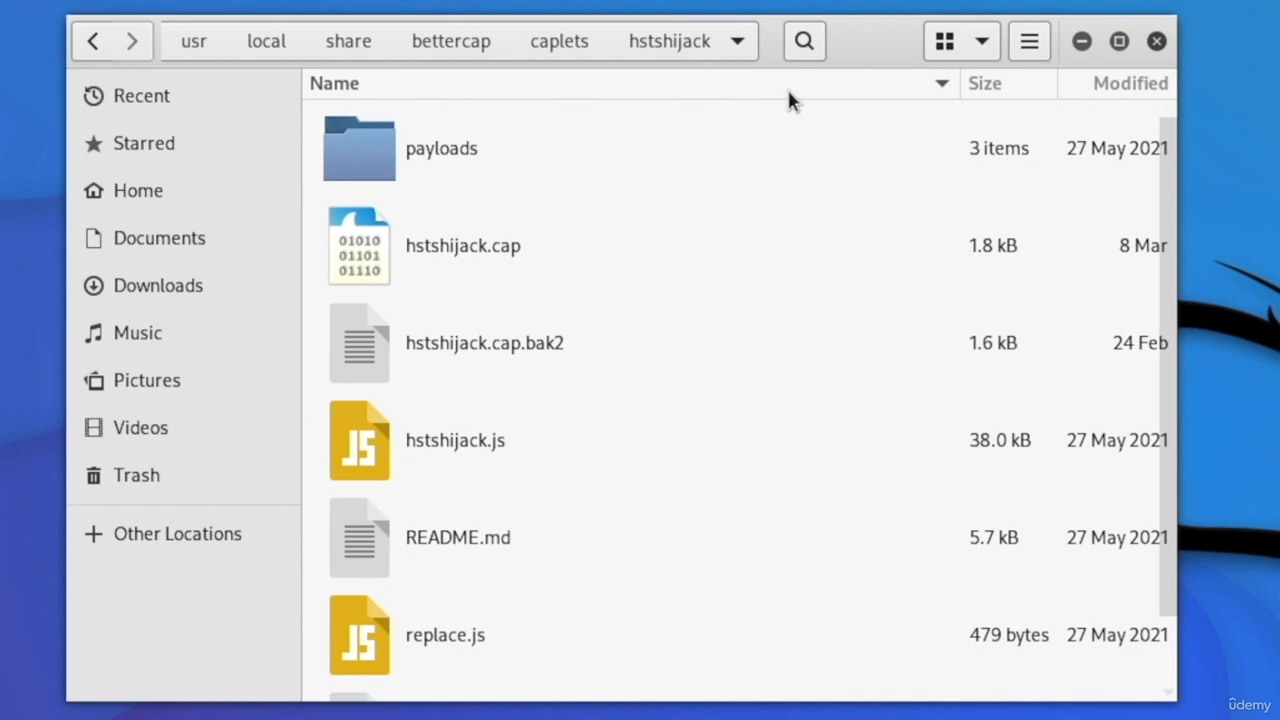 usr local share bettercap caplets hstshijack
Name Size Modified
Recent
Starred
Home
Documents
Downloads
Music
Pictures
Videos
Trash
Other Locations
payloads 3 items 27 May 2021
01010
01101
01110
hstshijack.cap 1.8 kB 8 Mar
hstshijack.cap.bak2 1.6 kB 24 Feb
JS
hstshijack.js 38.0 kB 27 May 2021
README.md 5.7 kB 27 May 2021
JS
replace.js 479 bytes 27 May 2021
ûdemy